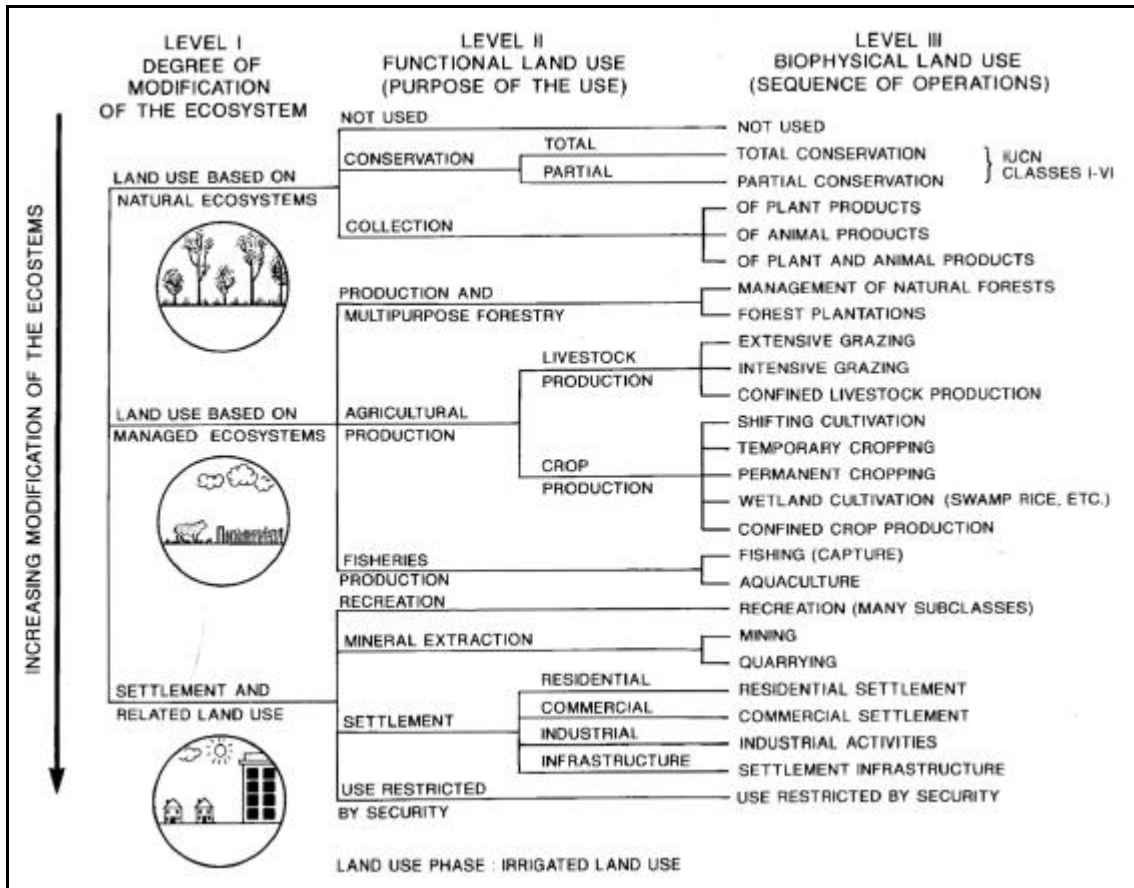 LEVEL I
DEGREE OF
MODIFICATION
OF THE ECOSYSTEM
LEVEL II
FUNCTIONAL LAND USE
(PURPOSE OF THE USE)
LEVEL III
BIOPHYSICAL LAND USE
(SEQUENCE OF OPERATIONS)
INCREASING MODIFICATION OF THE ECOSTEMS
LAND USE BASED ON
NATURAL ECOSYSTEMS
NOT USED
NOT USED
CONSERVATION
TOTAL
TOTAL CONSERVATION
PARTIAL
PARTIAL CONSERVATION
IUCN
CLASSES I-VI
COLLECTION
OF PLANT PRODUCTS
OF ANIMAL PRODUCTS
OF PLANT AND ANIMAL PRODUCTS
LAND USE BASED ON
MANAGED ECOSYSTEMS
PRODUCTION AND
MULTIPURPOSE FORESTRY
MANAGEMENT OF NATURAL FORESTS
FOREST PLANTATIONS
AGRICULTURAL
PRODUCTION
LIVESTOCK
PRODUCTION
EXTENSIVE GRAZING
INTENSIVE GRAZING
CONFINED LIVESTOCK PRODUCTION
CROP
PRODUCTION
SHIFTING CULTIVATION
TEMPORARY CROPPING
PERMANENT CROPPING
WETLAND CULTIVATION (SWAMP RICE, ETC.)
CONFINED CROP PRODUCTION
FISHERIES
PRODUCTION
FISHING (CAPTURE)
AQUACULTURE
SETTLEMENT AND
RELATED LAND USE
RECREATION
RECREATION (MANY SUBCLASSES)
MINERAL EXTRACTION
MINING
QUARRYING
SETTLEMENT
RESIDENTIAL
RESIDENTIAL SETTLEMENT
COMMERCIAL
COMMERCIAL SETTLEMENT
INDUSTRIAL
INDUSTRIAL ACTIVITIES
INFRASTRUCTURE
SETTLEMENT INFRASTRUCTURE
USE RESTRICTED
BY SECURITY
USE RESTRICTED BY SECURITY
LAND USE PHASE : IRRIGATED LAND USE